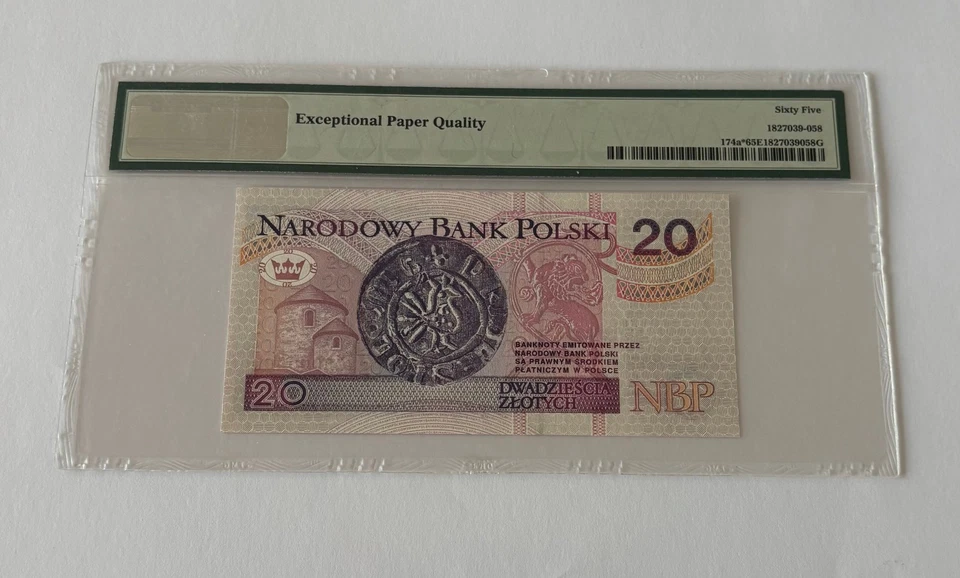 Exceptional Paper Quality
Sixty Five
1827039-058
174a*65E1827039058G
NARODOWY BANK POLSKI
20
BANKNOTY EMITOWANE PRZEZ
NARODOWY BANK POLSKI
SĄ PRAWNYM ŚRODKIEM
PŁATNICZYM W POLSCE
20
DWADZIEŚCIA
ZŁOTYCH
NBP